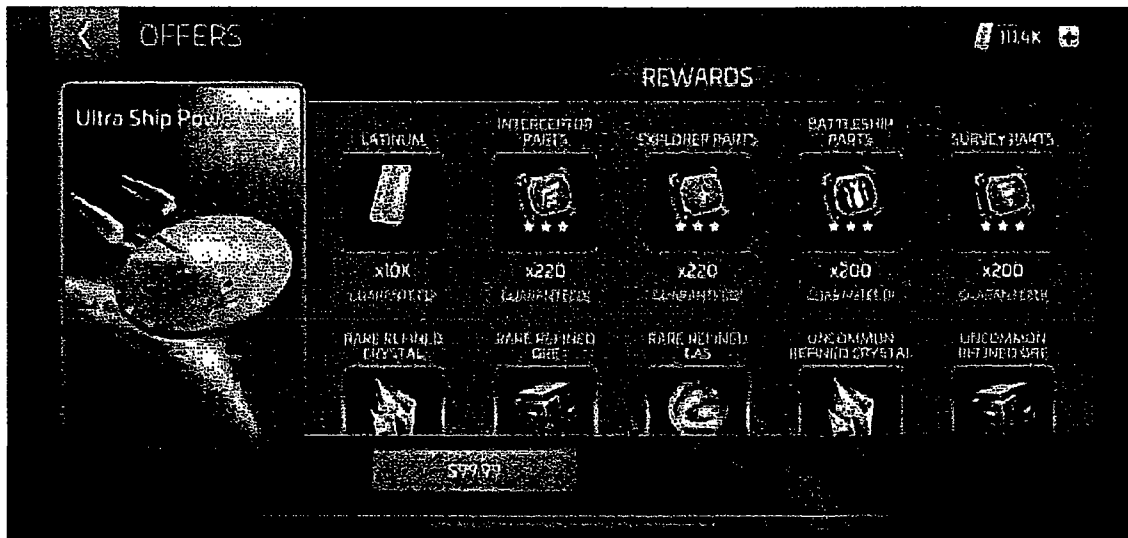 OFFERS
111.4K
REWARDS
Ultra Ship Pow
LATINUM
INTERCEPTOR
PARTS
EXPLORER PARTS
BATTLESHIP
PARTS
SURVEY PARTS
x10K
x220
x220
x200
x200
GUARANTEED!
GUARANTEED!
GUARANTEED!
GUARANTEED!
GUARANTEED!
RARE REFINED
CRYSTAL
RARE REFINED
ORE
RARE REFINED
GAS
UNCOMMON
REFINED CRYSTAL
UNCOMMON
REFINED ORE
$99.99